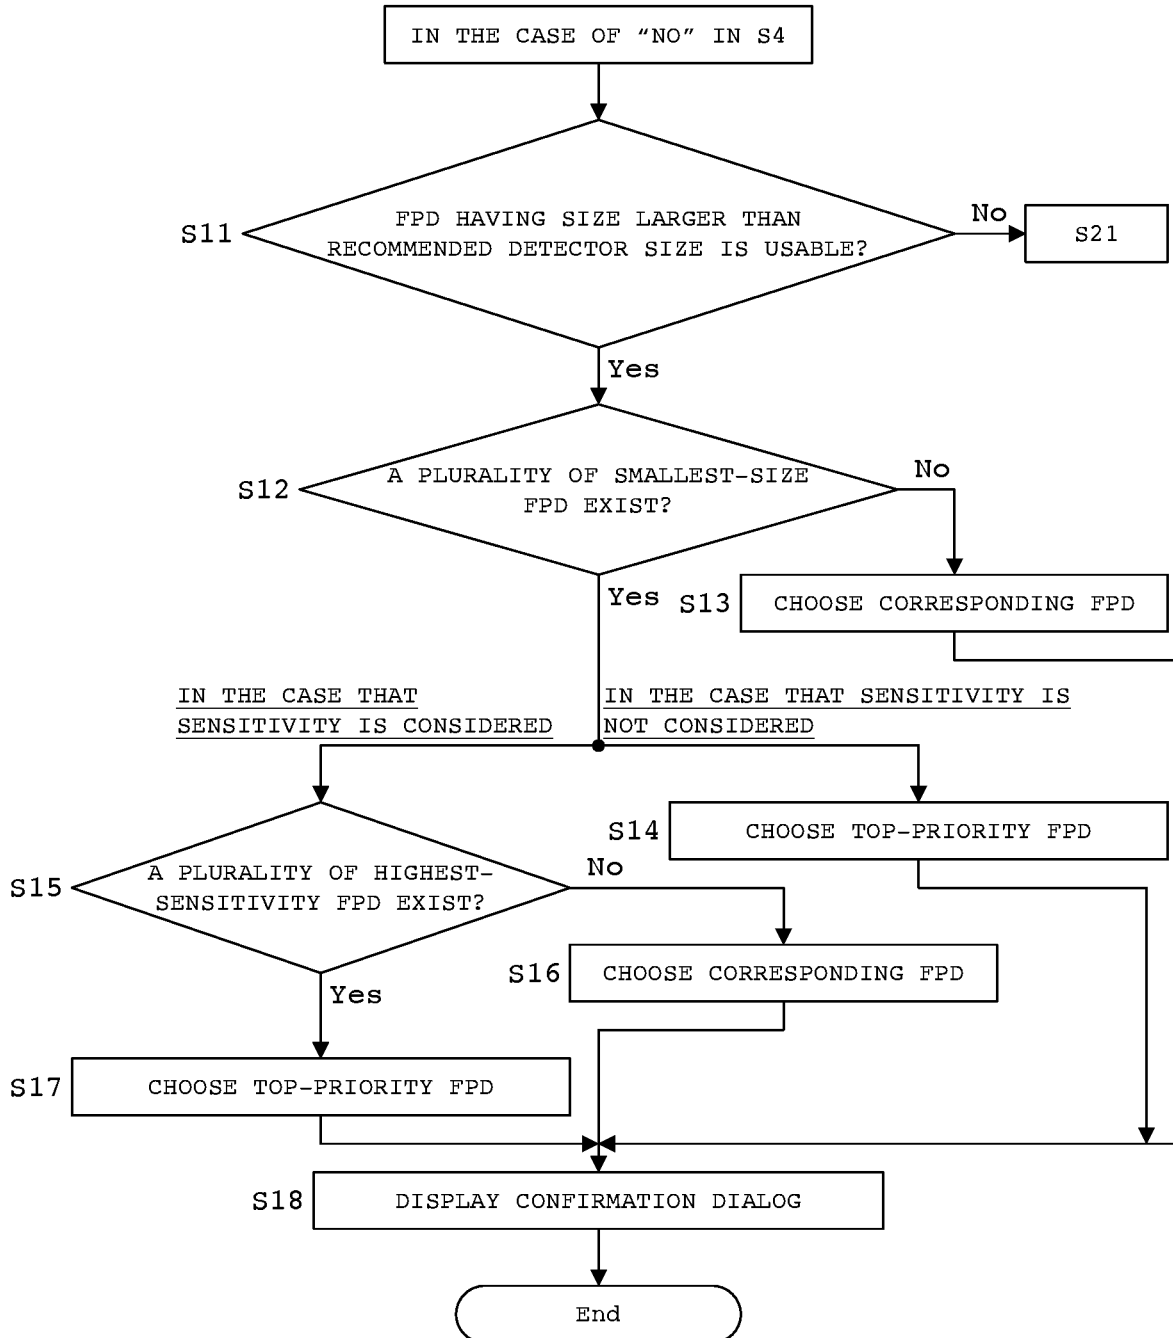 IN THE CASE OF “NO” IN S4
S11
FPD HAVING SIZE LARGER THAN
RECOMMENDED DETECTOR SIZE IS USABLE?
No
S21
Yes
S12
A PLURALITY OF SMALLEST-SIZE
FPD EXIST?
No
Yes
S13
CHOOSE CORRESPONDING FPD
IN THE CASE THAT
SENSITIVITY IS CONSIDERED
IN THE CASE THAT SENSITIVITY IS
NOT CONSIDERED
S14
CHOOSE TOP-PRIORITY FPD
S15
A PLURALITY OF HIGHEST-
SENSITIVITY FPD EXIST?
No
S16
CHOOSE CORRESPONDING FPD
Yes
S17
CHOOSE TOP-PRIORITY FPD
S18
DISPLAY CONFIRMATION DIALOG
End